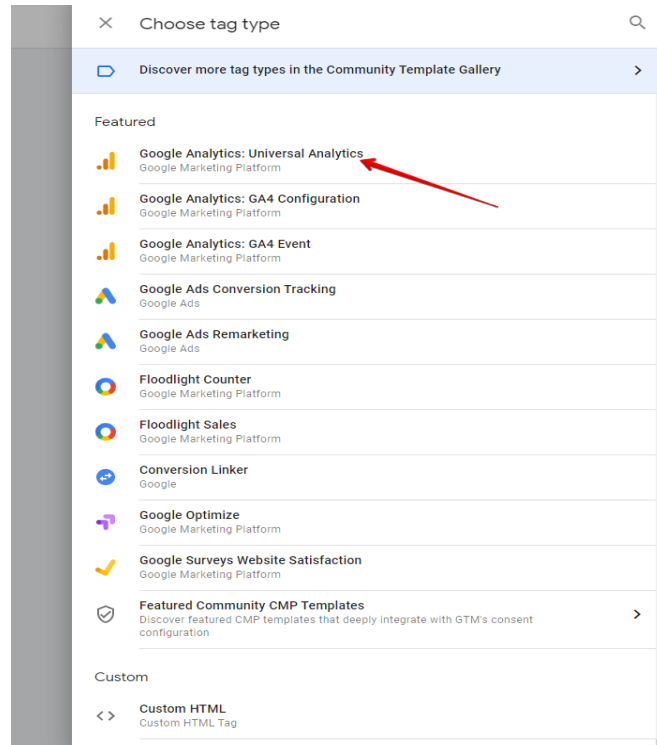 Choose tag type
Discover more tag types in the Community Template Gallery
Featured
Google Analytics: Universal Analytics
Google Marketing Platform
Google Analytics: GA4 Configuration
Google Marketing Platform
Google Analytics: GA4 Event
Google Marketing Platform
Google Ads Conversion Tracking
Google Ads
Google Ads Remarketing
Google Ads
Floodlight Counter
Google Marketing Platform
Floodlight Sales
Google Marketing Platform
Conversion Linker
Google
Google Optimize
Google Marketing Platform
Google Surveys Website Satisfaction
Google Marketing Platform
Featured Community CMP Templates
Discover featured CMP templates that deeply integrate with GTM's consent
configuration
Custom
Custom HTML
Custom HTML Tag